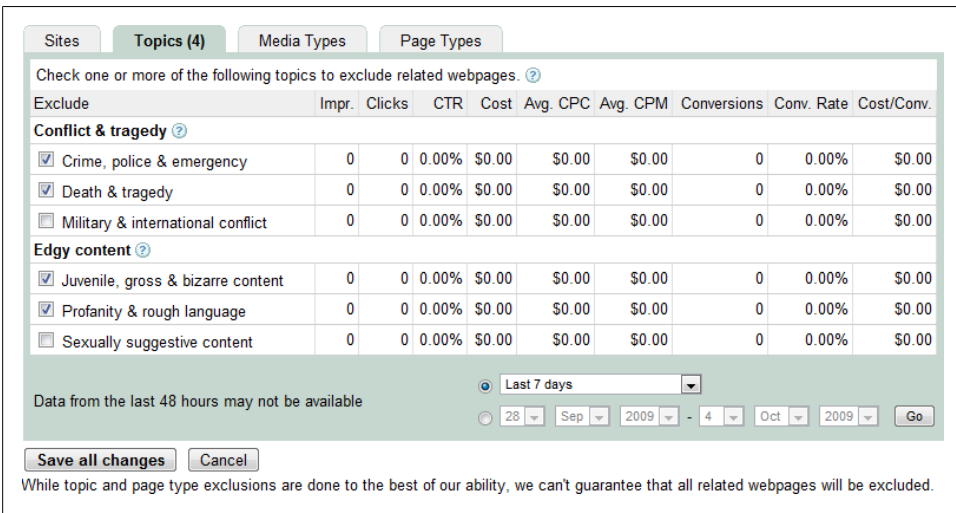 Sites Topics (4) Media Types Page Types
Check one or more of the following topics to exclude related webpages. ?
Exclude Impr. Clicks CTR Cost Avg. CPC Avg. CPM Conversions Conv. Rate Cost/Conv.
Conflict & tragedy ?
Crime, police & emergency 0 0 0.00% $0.00 $0.00 $0.00 0 0.00% $0.00
Death & tragedy 0 0 0.00% $0.00 $0.00 $0.00 0 0.00% $0.00
Military & international conflict 0 0 0.00% $0.00 $0.00 $0.00 0 0.00% $0.00
Edgy content ?
Juvenile, gross & bizarre content 0 0 0.00% $0.00 $0.00 $0.00 0 0.00% $0.00
Profanity & rough language 0 0 0.00% $0.00 $0.00 $0.00 0 0.00% $0.00
Sexually suggestive content 0 0 0.00% $0.00 $0.00 $0.00 0 0.00% $0.00
Last 7 days
Data from the last 48 hours may not be available
28 Sep 2009 - 4 Oct 2009 Go
Save all changes Cancel
While topic and page type exclusions are done to the best of our ability, we can't guarantee that all related webpages will be excluded.